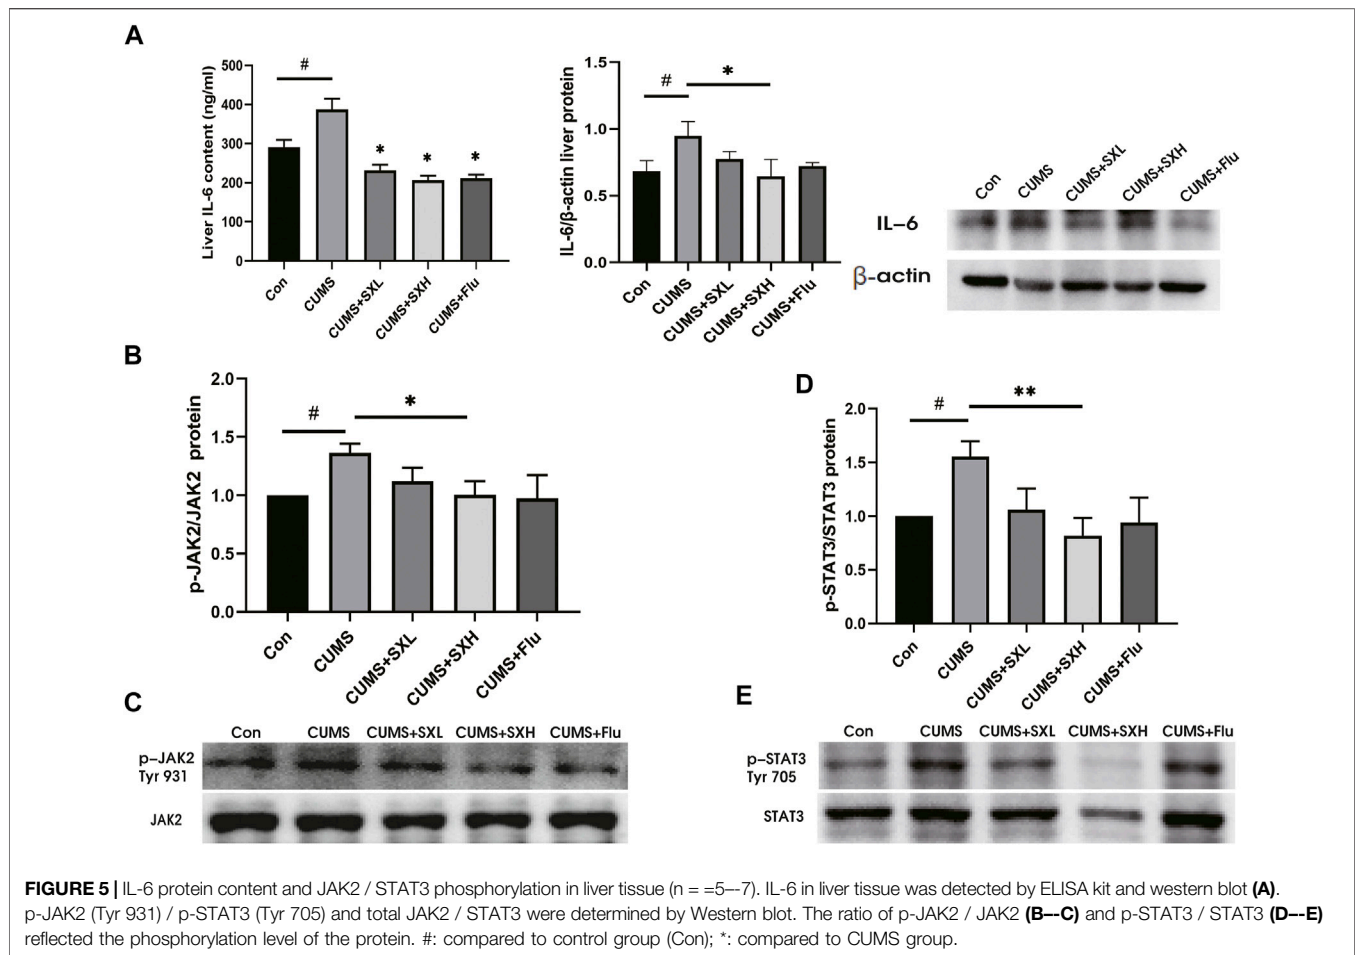 A
Liver IL-6 content (ng/ml)
500
400
300
200
100
0
#
*
*
*
Con
CUMS
CUMS+SXL
CUMS+SXH
CUMS+Flu
IL-6/β-actin liver protein
1.5
1.0
0.5
0.0
#
*
Con
CUMS
CUMS+SXL
CUMS+SXH
CUMS+Flu
Con
CUMS
CUMS+SXL
CUMS+SXH
CUMS+Flu
IL–6
β-actin
B
p-JAK2/JAK2 protein
2.0
1.5
1.0
0.5
0.0
#
*
Con
CUMS
CUMS+SXL
CUMS+SXH
CUMS+Flu
D
p-STAT3/STAT3 protein
2.0
1.5
1.0
0.5
0.0
#
**
Con
CUMS
CUMS+SXL
CUMS+SXH
CUMS+Flu
C
Con CUMS CUMS+SXL CUMS+SXH CUMS+Flu
p–JAK2
Tyr 931
JAK2
E
Con CUMS CUMS+SXL CUMS+SXH CUMS+Flu
p–STAT3
Tyr 705
STAT3
FIGURE 5 | IL-6 protein content and JAK2 / STAT3 phosphorylation in liver tissue (n = =5–-7). IL-6 in liver tissue was detected by ELISA kit and western blot (A).
p-JAK2 (Tyr 931) / p-STAT3 (Tyr 705) and total JAK2 / STAT3 were determined by Western blot. The ratio of p-JAK2 / JAK2 (B–-C) and p-STAT3 / STAT3 (D–-E)
reflected the phosphorylation level of the protein. #: compared to control group (Con); *: compared to CUMS group.